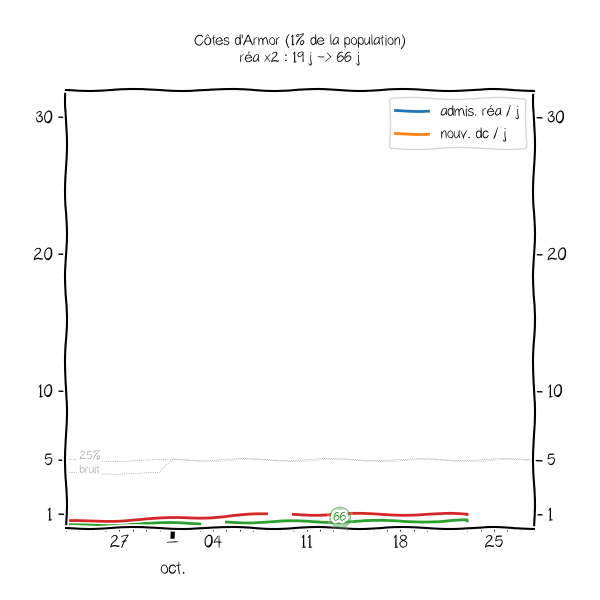 Côtes d'Armor (1% de la population)
réa x2 : 19 j -> 66 j
admis. réa / j
nouv. dc / j
30
30
20
20
10
10
25%
bruit
5
5
66
1
1
27
04
11
18
25
oct.